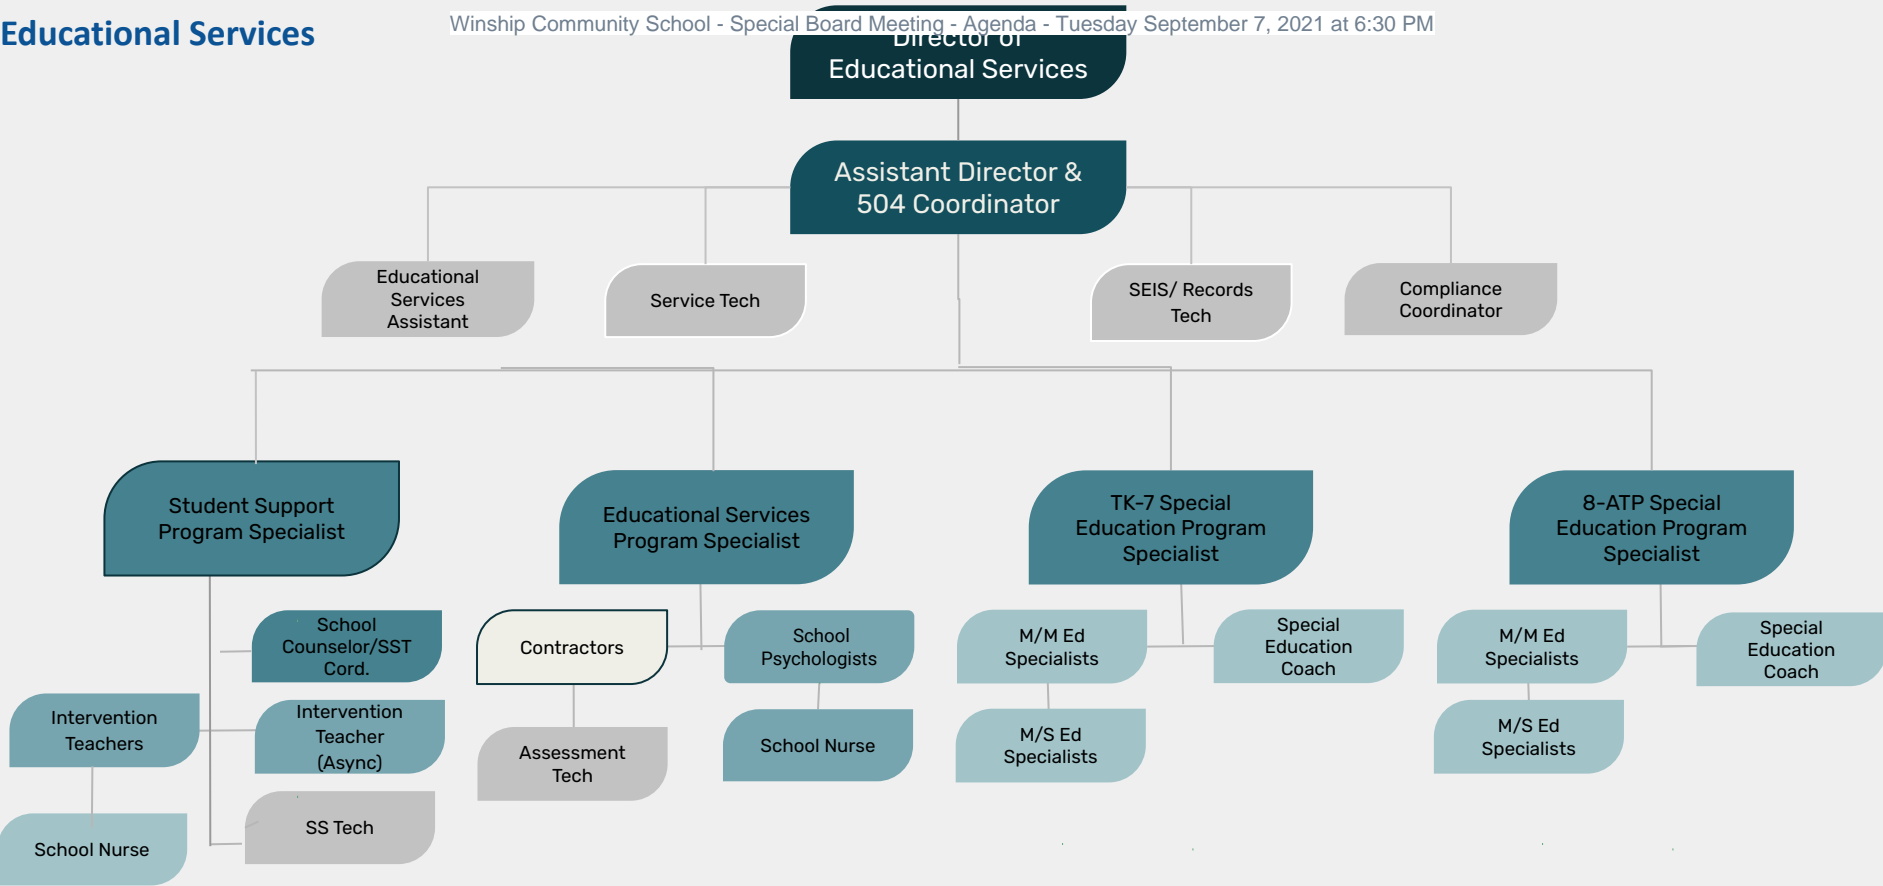 Educational Services
Winship Community School - Special Board Meeting - Agenda - Tuesday September 7, 2021 at 6:30 PM
Director of
Educational Services
Assistant Director &
504 Coordinator
Educational
Services
Assistant
Service Tech
SEIS/ Records
Tech
Compliance
Coordinator
Student Support
Program Specialist
Educational Services
Program Specialist
TK-7 Special
Education Program
Specialist
8-ATP Special
Education Program
Specialist
School
Counselor/SST
Cord.
Contractors
School
Psychologists
M/M Ed
Specialists
Special
Education
Coach
M/M Ed
Specialists
Special
Education
Coach
Intervention
Teachers
Intervention
Teacher
(Async)
Assessment
Tech
School Nurse
M/S Ed
Specialists
M/S Ed
Specialists
School Nurse
SS Tech